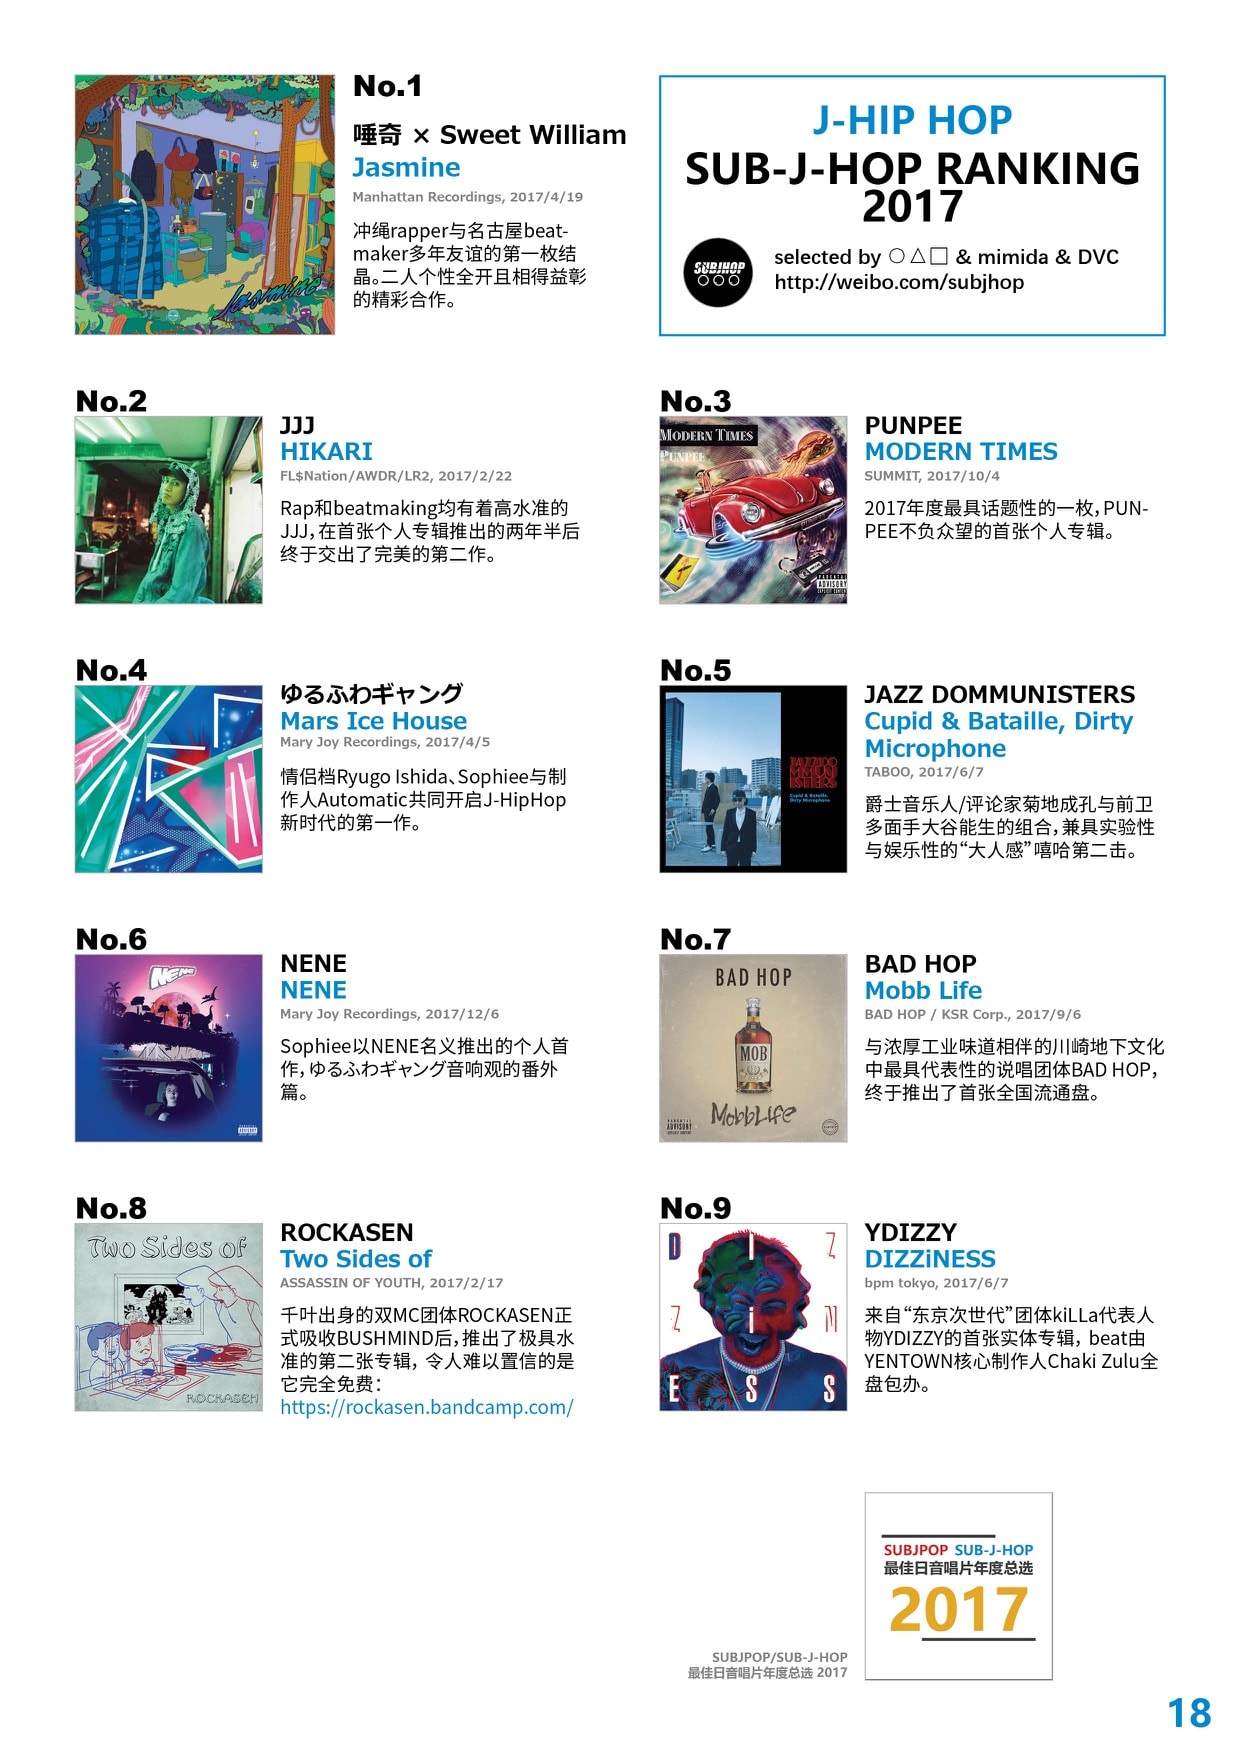 No.1
唾奇 × Sweet William
Jasmine
Manhattan Recordings, 2017/4/19
冲绳rapper与名古屋beat-
maker多年友谊的第一枚结
晶。二人个性全开且相得益彰
的精彩合作。
Jasmine
J-HIP HOP
SUB-J-HOP RANKING
2017
SUBJHOP
selected by ○△□ & mimida & DVC
http://weibo.com/subjhop
No.2
JJJ
HIKARI
FL$Nation/AWDR/LR2, 2017/2/22
Rap和beatmaking均有着高水准的
JJJ，在首张个人专辑推出的两年半后
终于交出了完美的第二作。
No.3
MODERN TIMES
PUNPEE
PARENTAL
ADVISORY
EXPLICIT CONTENT
PUNPEE
MODERN TIMES
SUMMIT, 2017/10/4
2017年度最具话题性的一枚，PUN-
PEE不负众望的首张个人专辑。
No.4
ゆるふわギャング
Mars Ice House
Mary Joy Recordings, 2017/4/5
情侣档Ryugo Ishida、Sophiee与制
作人Automatic共同开启J-HipHop
新时代的第一作。
No.5
JAZZDO
MMUNI
STERS
Cupid & Bataille,
Dirty Microphone
JAZZ DOMMUNISTERS
Cupid & Bataille, Dirty
Microphone
TABOO, 2017/6/7
爵士音乐人/评论家菊地成孔与前卫
多面手大谷能生的组合，兼具实验性
与娱乐性的“大人感”嘻哈第二击。
No.6
NENE
NENE
NENE
Mary Joy Recordings, 2017/12/6
Sophiee以NENE名义推出的个人首
作，ゆるふわギャング音响观的番外
篇。
No.7
BAD HOP
MOB
MobbLife
PARENTAL
ADVISORY
EXPLICIT CONTENT
BAD HOP
Mobb Life
BAD HOP / KSR Corp., 2017/9/6
与浓厚工业味道相伴的川崎地下文化
中最具代表性的说唱团体BAD HOP，
终于推出了首张全国流通盘。
No.8
Two Sides of
ROCKASEN
ROCKASEN
Two Sides of
ASSASSIN OF YOUTH, 2017/2/17
千叶出身的双MC团体ROCKASEN正
式吸收BUSHMIND后，推出了极具水
准的第二张专辑，令人难以置信的是
它完全免费：
https://rockasen.bandcamp.com/
No.9
D I Z
Z i N
E S S
YDIZZY
DIZZiNESS
bpm tokyo, 2017/6/7
来自“东京次世代”团体kiLLa代表人
物YDIZZY的首张实体专辑，beat由
YENTOWN核心制作人Chaki Zulu全
盘包办。
SUBJPOP SUB-J-HOP
最佳日音唱片年度总选
2017
SUBJPOP/SUB-J-HOP
最佳日音唱片年度总选 2017
18